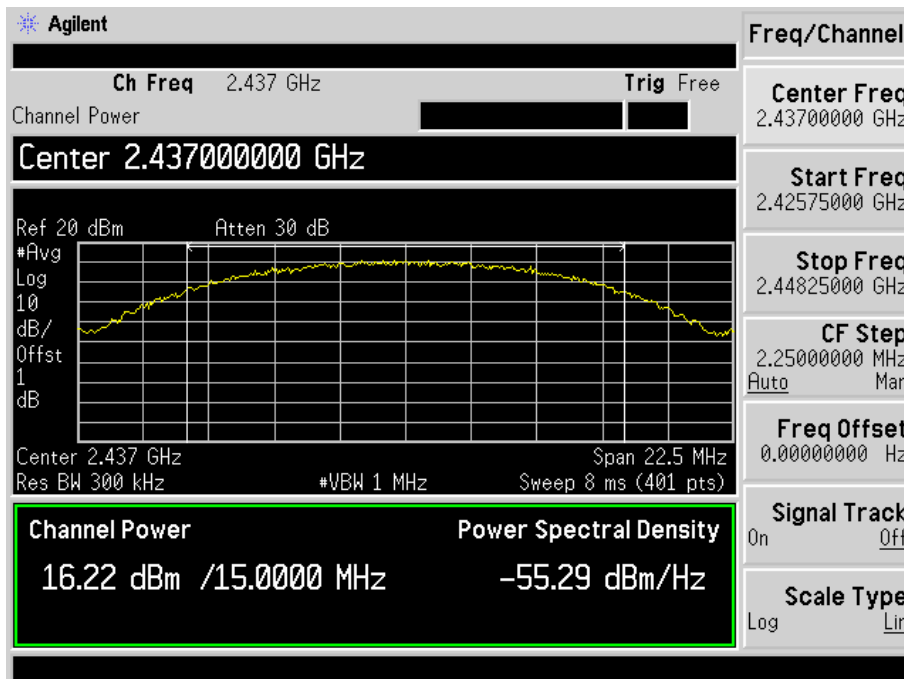 Agilent
Freq/Channel
Ch Freq 2.437 GHz Trig Free
Channel Power
Center 2.437000000 GHz
Ref 20 dBm Atten 30 dB
#Avg
Log
10
dB/
Offst
1
dB
Center 2.437 GHz Span 22.5 MHz
Res BW 300 kHz #VBW 1 MHz Sweep 8 ms (401 pts)
Channel Power Power Spectral Density
16.22 dBm /15.0000 MHz -55.29 dBm/Hz
Center Freq
2.43700000 GHz
Start Freq
2.42575000 GHz
Stop Freq
2.44825000 GHz
CF Step
2.25000000 MHz
Auto Man
Freq Offset
0.00000000 Hz
Signal Track
On Off
Scale Type
Log Lin